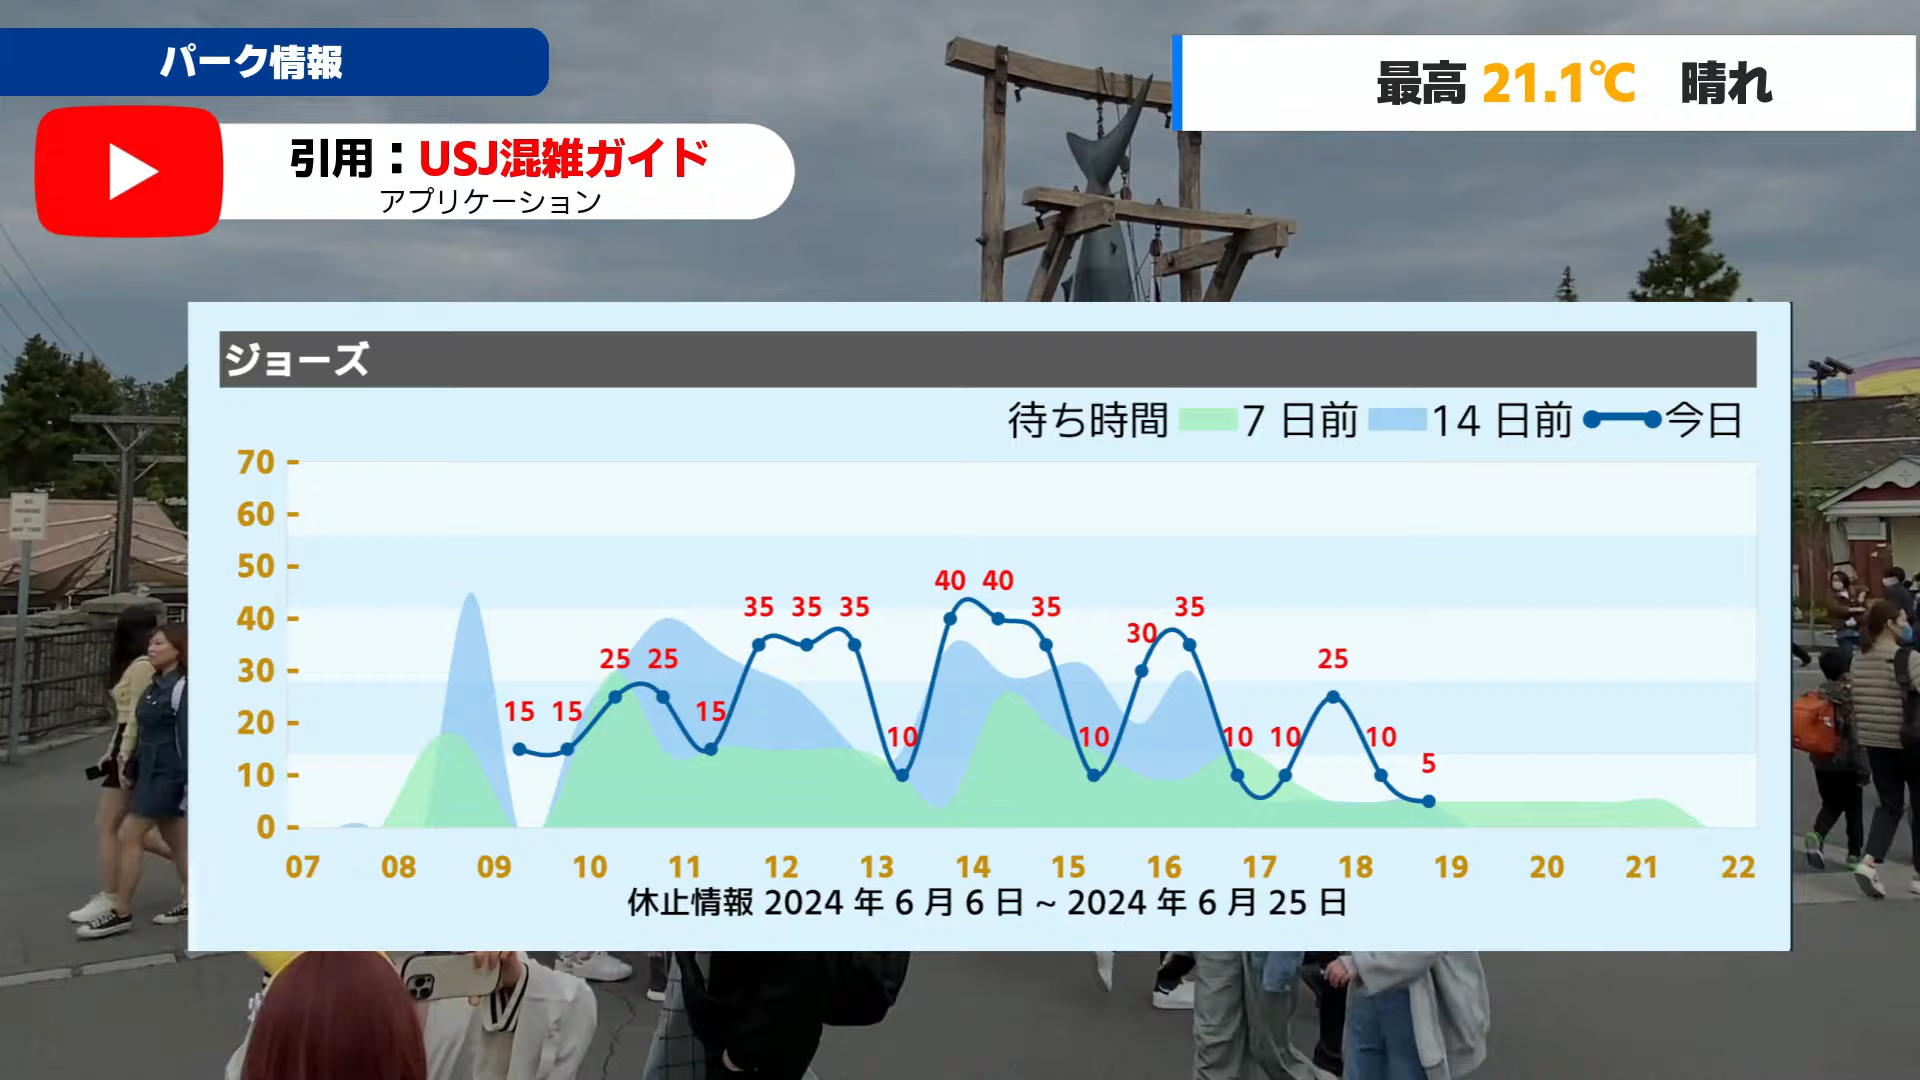 パーク情報
最高 21.1℃ 晴れ
引用：USJ混雑ガイド
アプリケーション
ジョーズ
待ち時間 7 日前 14 日前 今日
70
60
50
40
30
20
10
0
15 15 25 25 15 35 35 35 10 40 40 35 10 30 35 10 10 25 10 5
07 08 09 10 11 12 13 14 15 16 17 18 19 20 21 22
休止情報 2024 年 6 月 6 日 ~ 2024 年 6 月 25 日